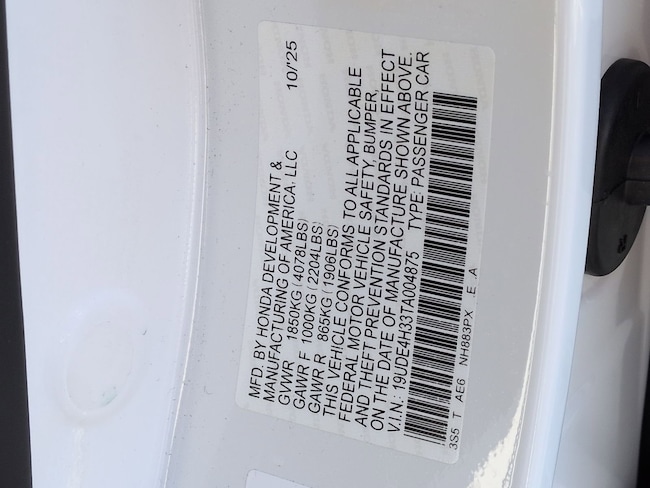 MFD. BY HONDA DEVELOPMENT &
MANUFACTURING OF AMERICA, LLC 10/'25
GVWR 1850KG (4078LBS)
GAWR F 1000KG (2204LBS)
GAWR R 865KG (1906LBS)
THIS VEHICLE CONFORMS TO ALL APPLICABLE
FEDERAL MOTOR VEHICLE SAFETY, BUMPER,
AND THEFT PREVENTION STANDARDS IN EFFECT
ON THE DATE OF MANUFACTURE SHOWN ABOVE.
V.I.N.: 19UDE4H33TA004875 TYPE: PASSENGER CAR
3S5 T AE6 NH883PX .E .A